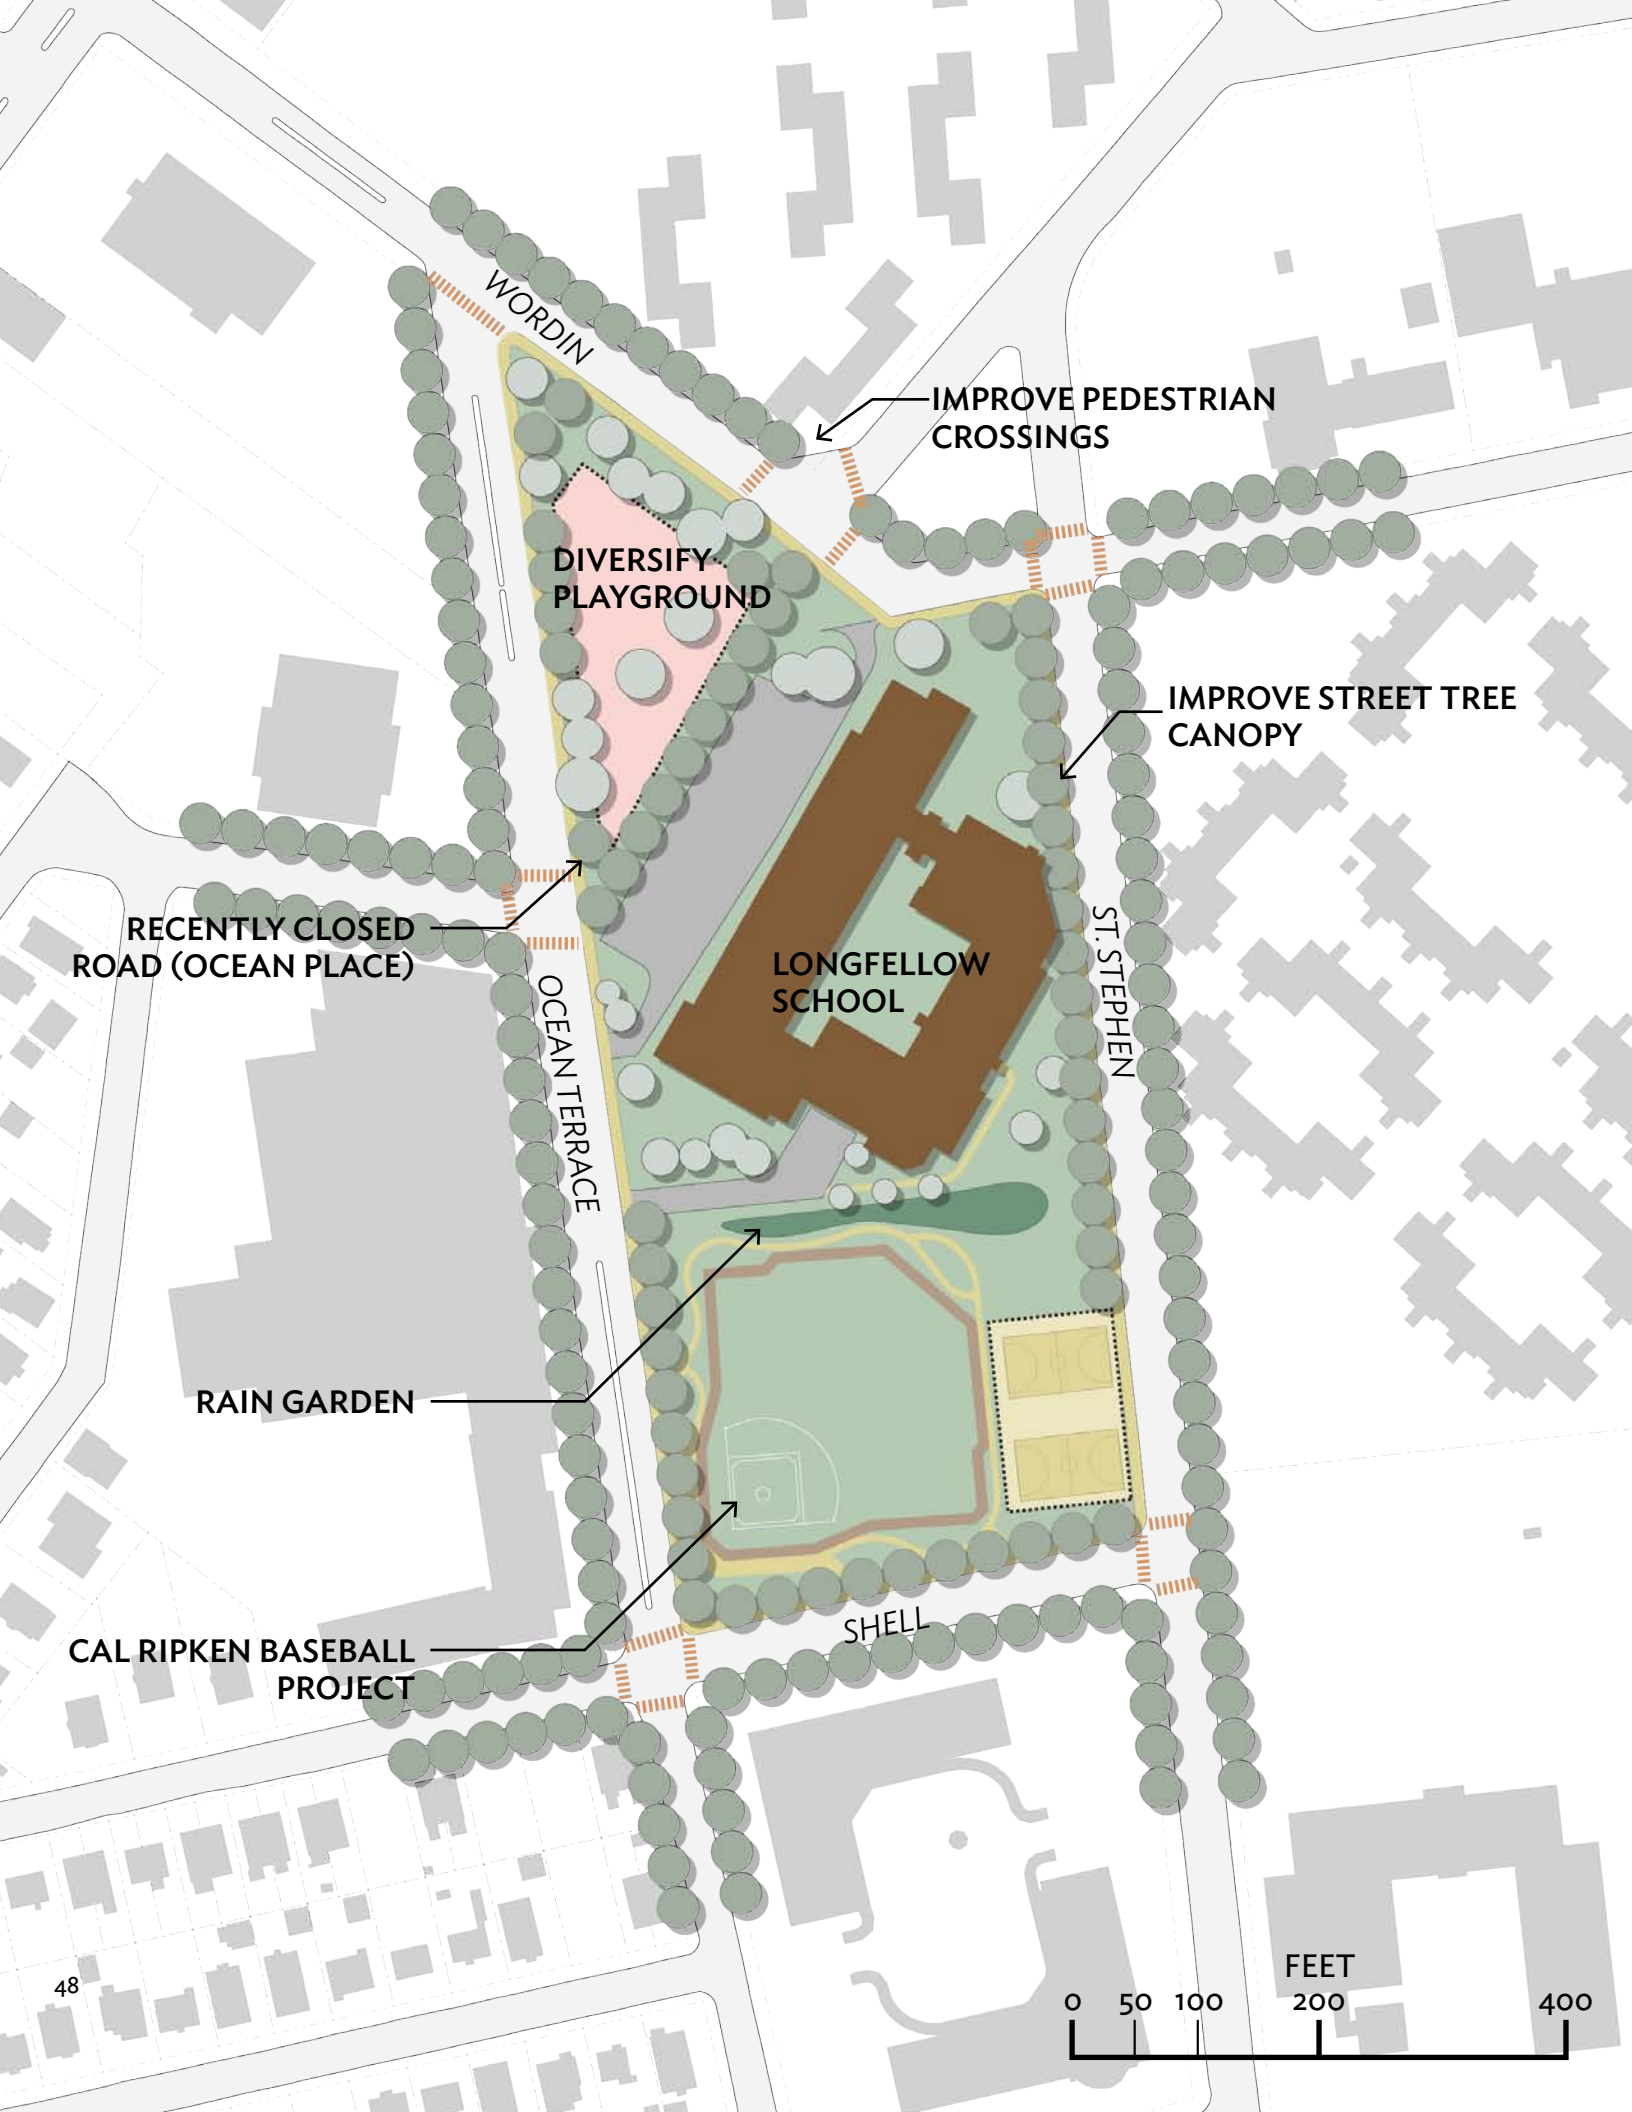 WORDIN
IMPROVE PEDESTRIAN
CROSSINGS
DIVERSIFY
PLAYGROUND
IMPROVE STREET TREE
CANOPY
RECENTLY CLOSED
ROAD (OCEAN PLACE)
LONGFELLOW
SCHOOL
ST. STEPHEN
OCEAN TERRACE
RAIN GARDEN
CAL RIPKEN BASEBALL
PROJECT
SHELL
48
FEET
0 50 100 200 400